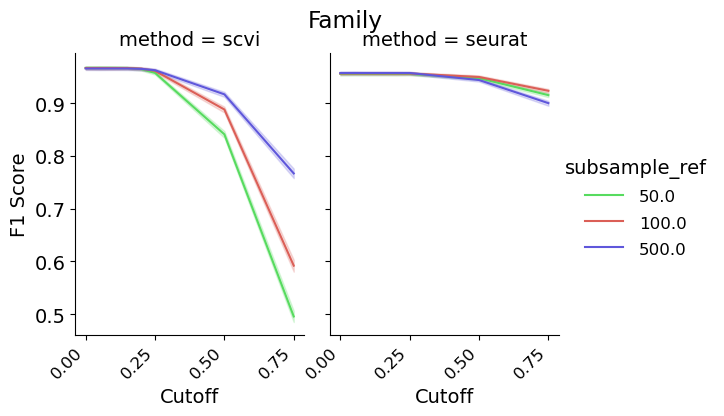 Family
method = scvi
method = seurat
F1 Score
0.9
0.8
0.7
0.6
0.5
0.00
0.25
0.50
0.75
Cutoff
0.00
0.25
0.50
0.75
Cutoff
subsample_ref
50.0
100.0
500.0